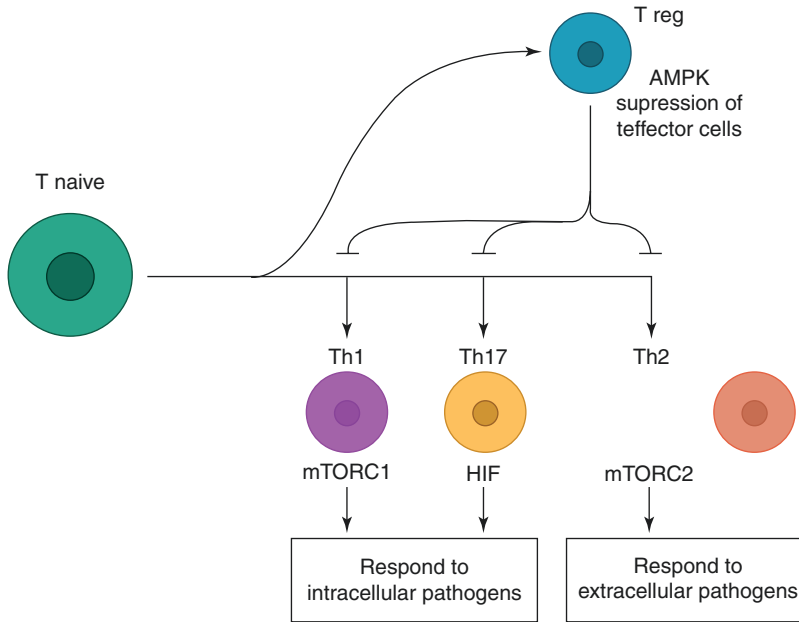 T reg
AMPK
supression of
teffector cells
T naive
Th1
Th17
Th2
mTORC1
HIF
mTORC2
Respond to
intracellular pathogens
Respond to
extracellular pathogens